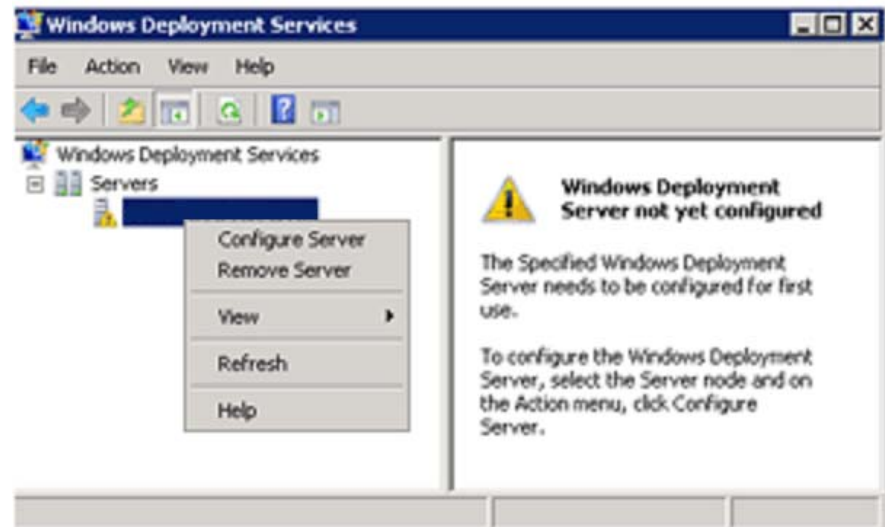 Windows Deployment Services
File Action View Help
Windows Deployment Services
Servers
Configure Server
Remove Server
View
Refresh
Help
Windows Deployment
Server not yet configured
The Specified Windows Deployment
Server needs to be configured for first
use.
To configure the Windows Deployment
Server, select the Server node and on
the Action menu, click Configure
Server.